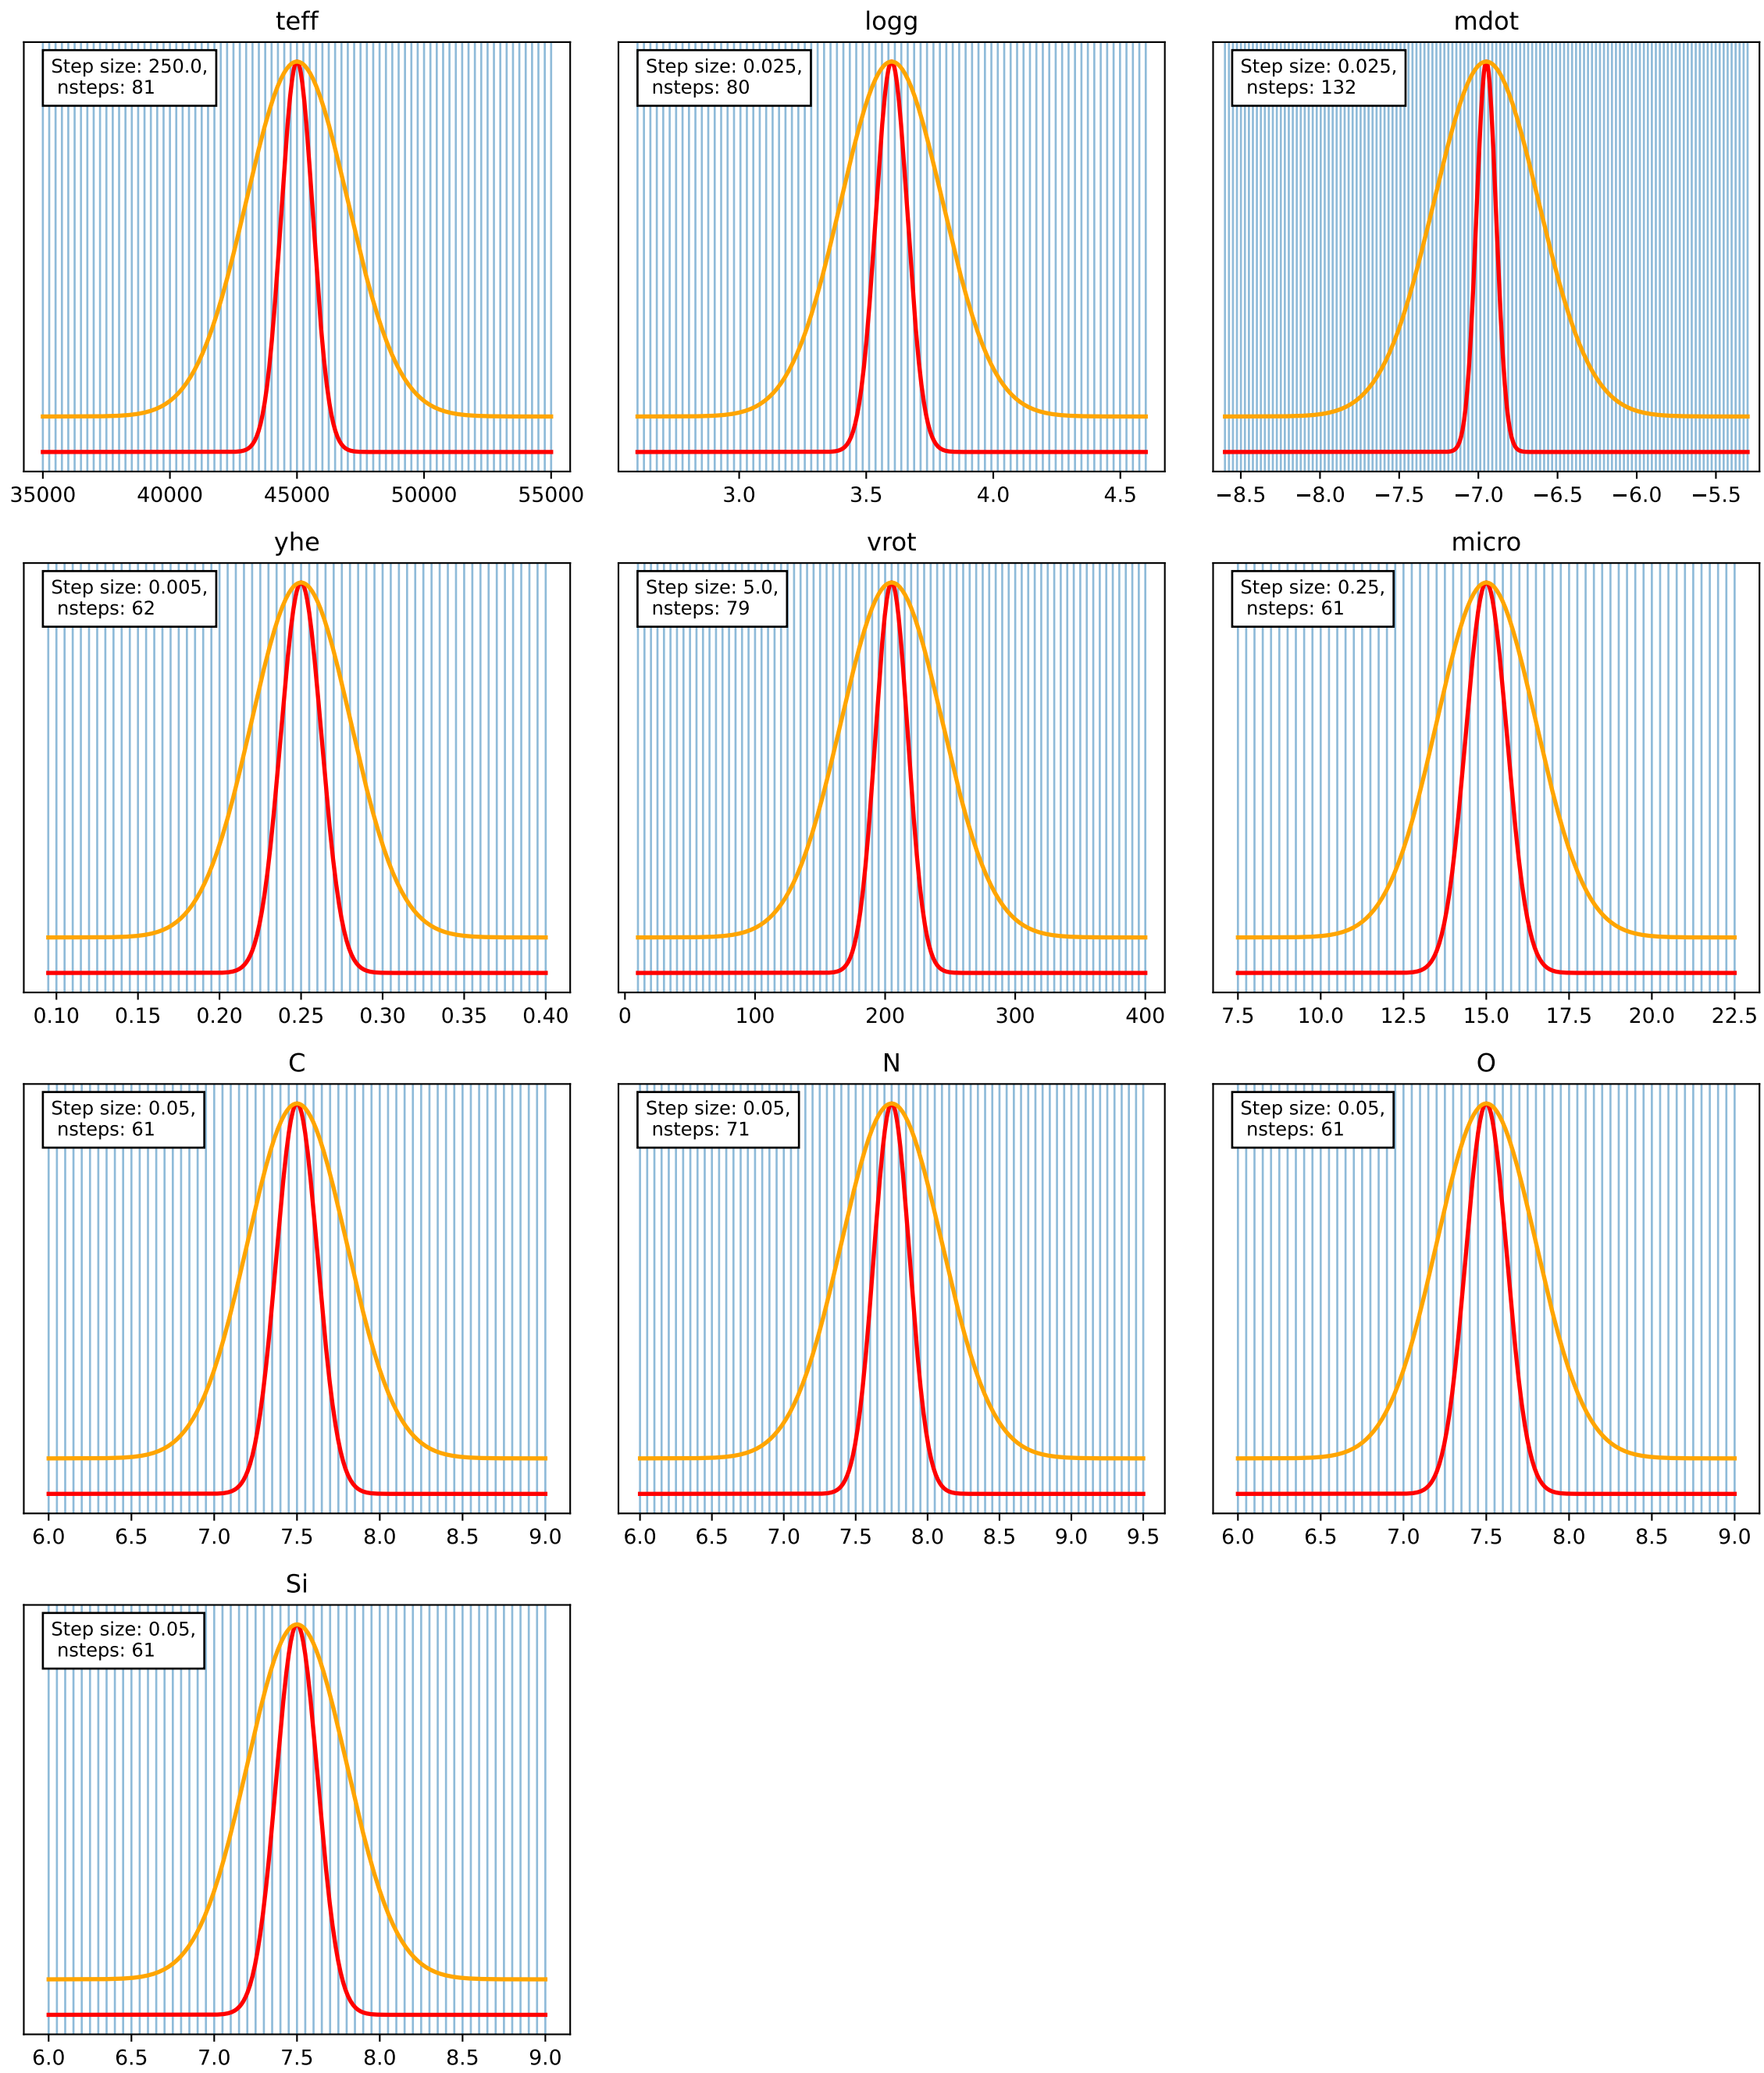 teff
logg
mdot
Step size: 250.0,
nsteps: 81
Step size: 0.025,
nsteps: 80
Step size: 0.025,
nsteps: 132
35000 40000 45000 50000 55000
3.0 3.5 4.0 4.5
−8.5 −8.0 −7.5 −7.0 −6.5 −6.0 −5.5
yhe
vrot
micro
Step size: 0.005,
nsteps: 62
Step size: 5.0,
nsteps: 79
Step size: 0.25,
nsteps: 61
0.10 0.15 0.20 0.25 0.30 0.35 0.40
0 100 200 300 400
7.5 10.0 12.5 15.0 17.5 20.0 22.5
C
N
O
Step size: 0.05,
nsteps: 61
Step size: 0.05,
nsteps: 71
Step size: 0.05,
nsteps: 61
6.0 6.5 7.0 7.5 8.0 8.5 9.0
6.0 6.5 7.0 7.5 8.0 8.5 9.0 9.5
6.0 6.5 7.0 7.5 8.0 8.5 9.0
Si
Step size: 0.05,
nsteps: 61
6.0 6.5 7.0 7.5 8.0 8.5 9.0